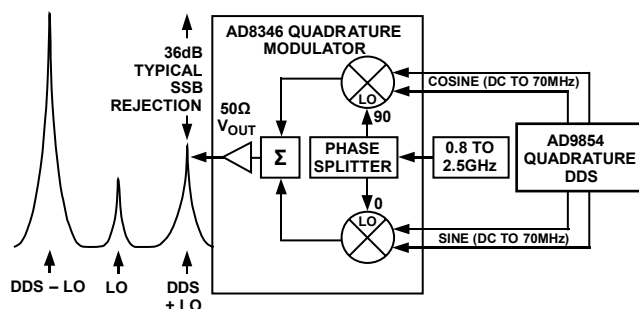 36dB
TYPICAL
SSB
REJECTION
AD8346 QUADRATURE
MODULATOR
50Ω
VOUT
Σ
LO
90
PHASE
SPLITTER
0
LO
COSINE (DC TO 70MHz)
0.8 TO
2.5GHz
AD9854
QUADRATURE
DDS
SINE (DC TO 70MHz)
DDS – LO
LO
DDS
+ LO